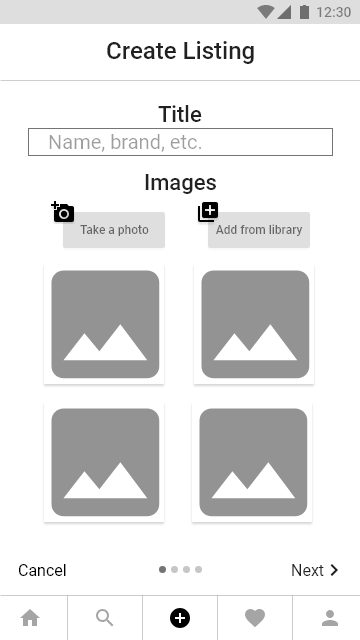 12:30
Create Listing
Title
Name, brand, etc.
Images
Take a photo
Add from library
Cancel
Next